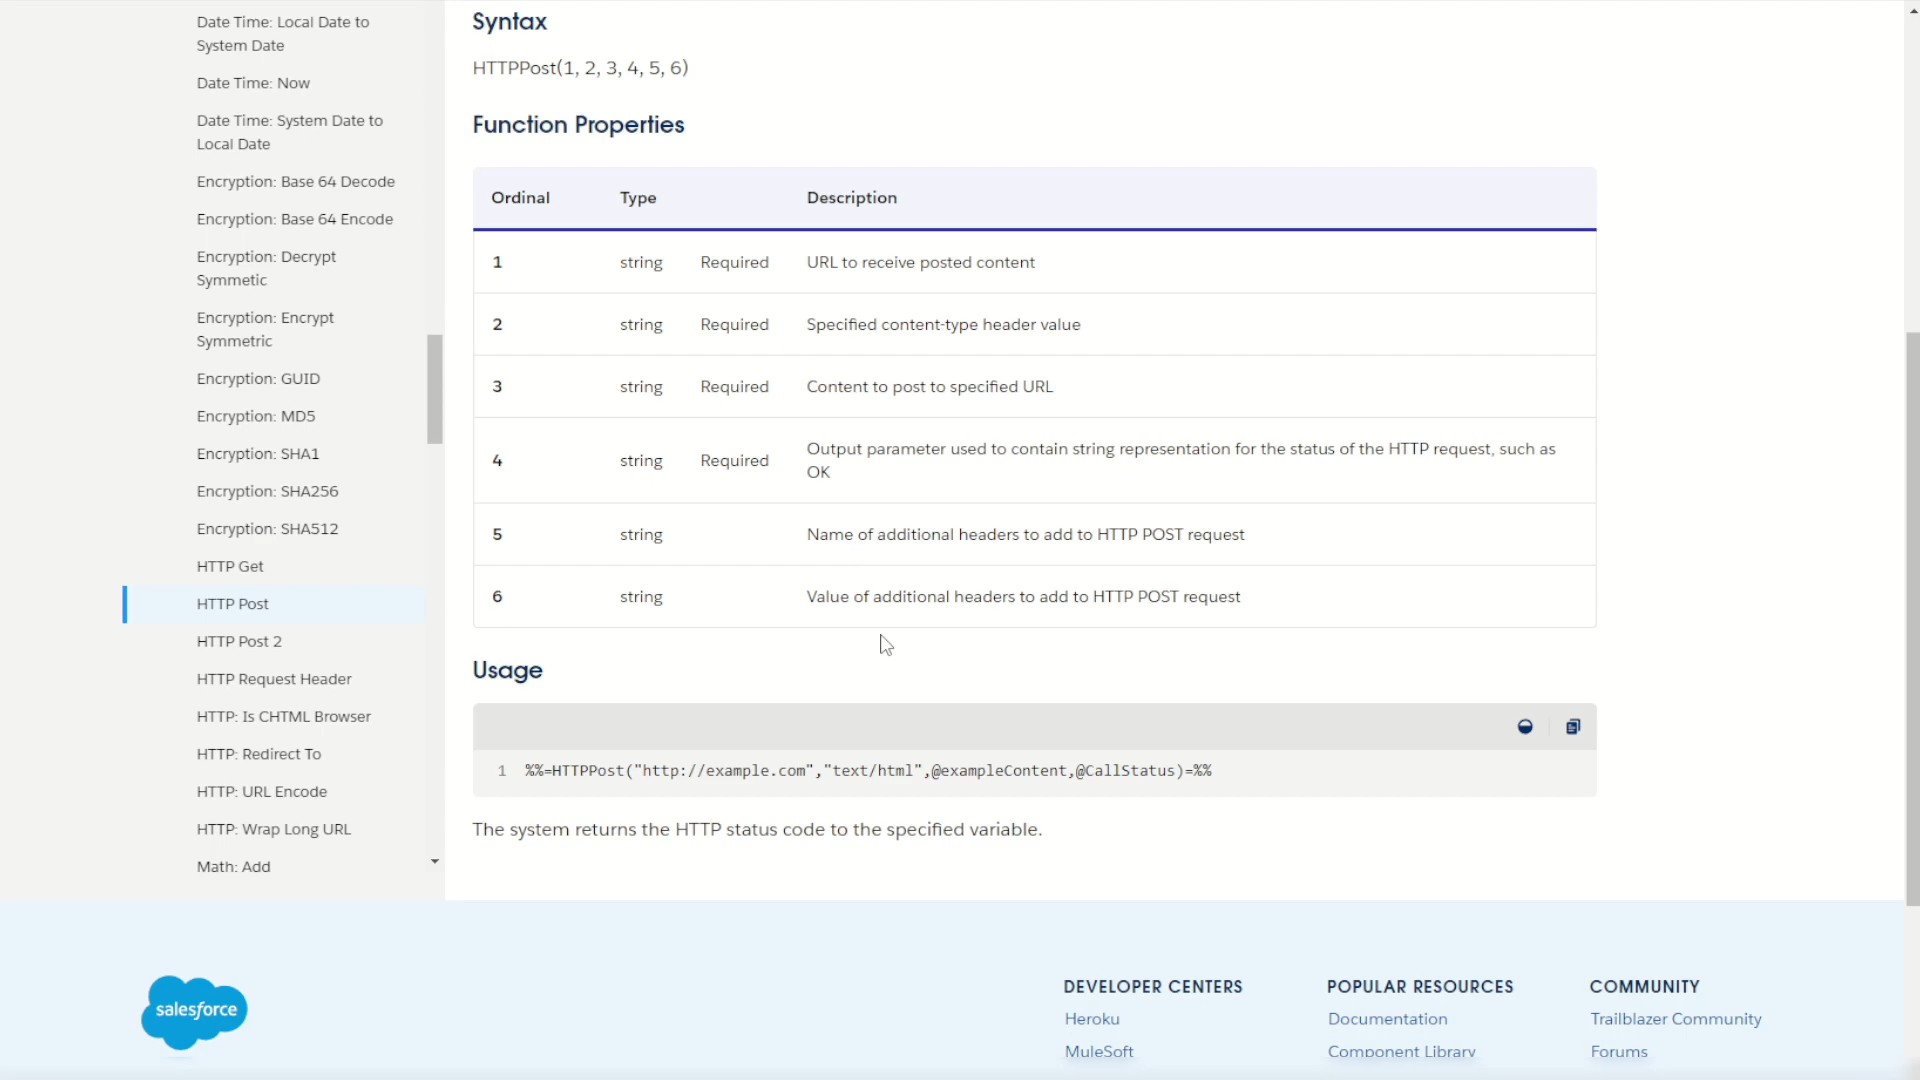 Date Time: Local Date to
System Date
Date Time: Now
Date Time: System Date to
Local Date
Encryption: Base 64 Decode
Encryption: Base 64 Encode
Encryption: Decrypt
Symmetic
Encryption: Encrypt
Symmetric
Encryption: GUID
Encryption: MD5
Encryption: SHA1
Encryption: SHA256
Encryption: SHA512
HTTP Get
HTTP Post
HTTP Post 2
HTTP Request Header
HTTP: Is CHTML Browser
HTTP: Redirect To
HTTP: URL Encode
HTTP: Wrap Long URL
Math: Add
Syntax
HTTPPost(1, 2, 3, 4, 5, 6)
Function Properties
Ordinal Type Description
1 string Required URL to receive posted content
2 string Required Specified content-type header value
3 string Required Content to post to specified URL
4 string Required Output parameter used to contain string representation for the status of the HTTP request, such as
OK
5 string Name of additional headers to add to HTTP POST request
6 string Value of additional headers to add to HTTP POST request
Usage
1 %%=HTTPPost("http://example.com","text/html",@exampleContent,@CallStatus)=%%
The system returns the HTTP status code to the specified variable.
salesforce
DEVELOPER CENTERS
Heroku
MuleSoft
POPULAR RESOURCES
Documentation
Component Library
COMMUNITY
Trailblazer Community
Forums